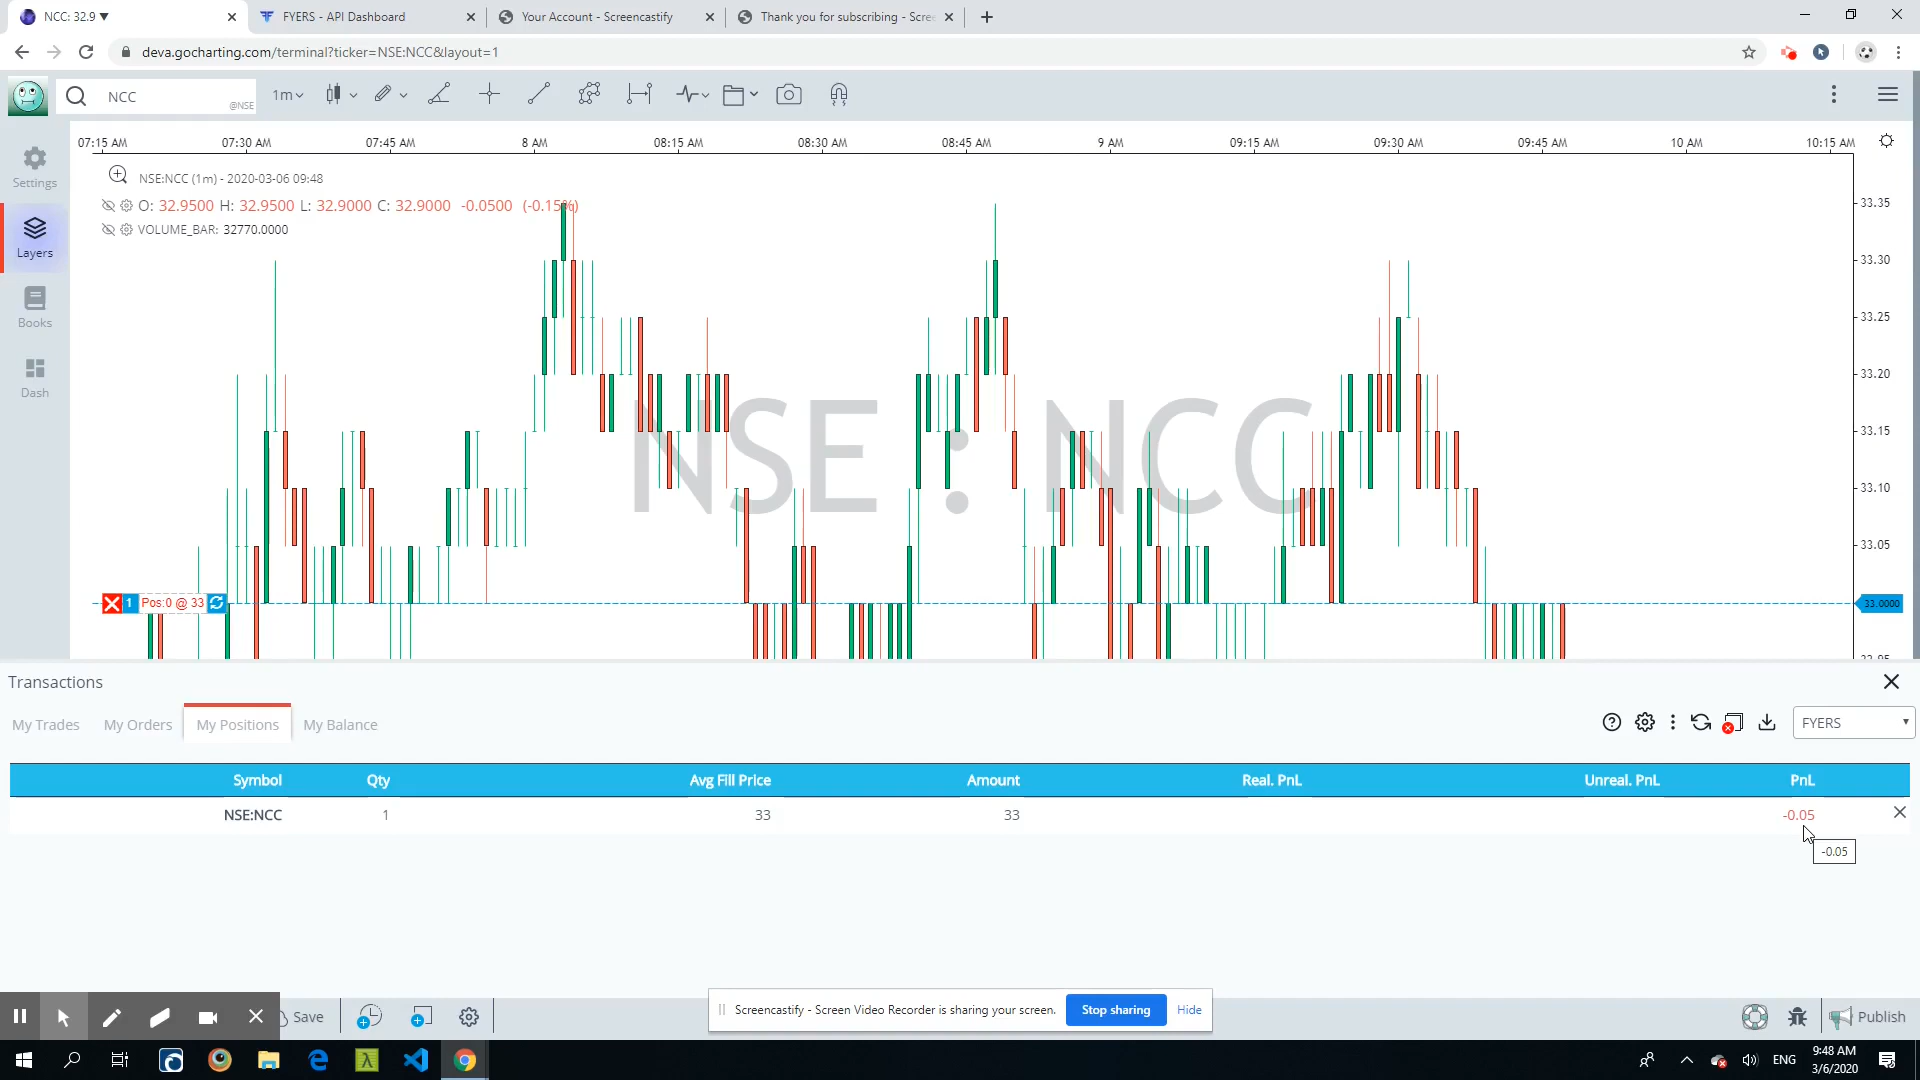 NCC: 32.9 ▼
FYERS - API Dashboard
Your Account - Screencastify
Thank you for subscribing - Scre
deva.gocharting.com/terminal?ticker=NSE:NCC&layout=1
NCC
@NSE
1m
07:15 AM 07:30 AM 07:45 AM 8 AM 08:15 AM 08:30 AM 08:45 AM 9 AM 09:15 AM 09:30 AM 09:45 AM 10 AM 10:15 AM
Settings
Layers
Books
Dash
NSE:NCC (1m) - 2020-03-06 09:48
O: 32.9500 H: 32.9500 L: 32.9000 C: 32.9000 -0.0500 (-0.15%)
VOLUME_BAR: 32770.0000
NSE : NCC
33.35
33.30
33.25
33.20
33.15
33.10
33.05
33.0000
32.95
1 Pos:0 @ 33
Transactions
My Trades My Orders My Positions My Balance
FYERS
Symbol Qty Avg Fill Price Amount Real. PnL Unreal. PnL PnL
NSE:NCC 1 33 33 -0.05
-0.05
Save
Screencastify - Screen Video Recorder is sharing your screen. Stop sharing Hide
Publish
ENG
9:48 AM
3/6/2020